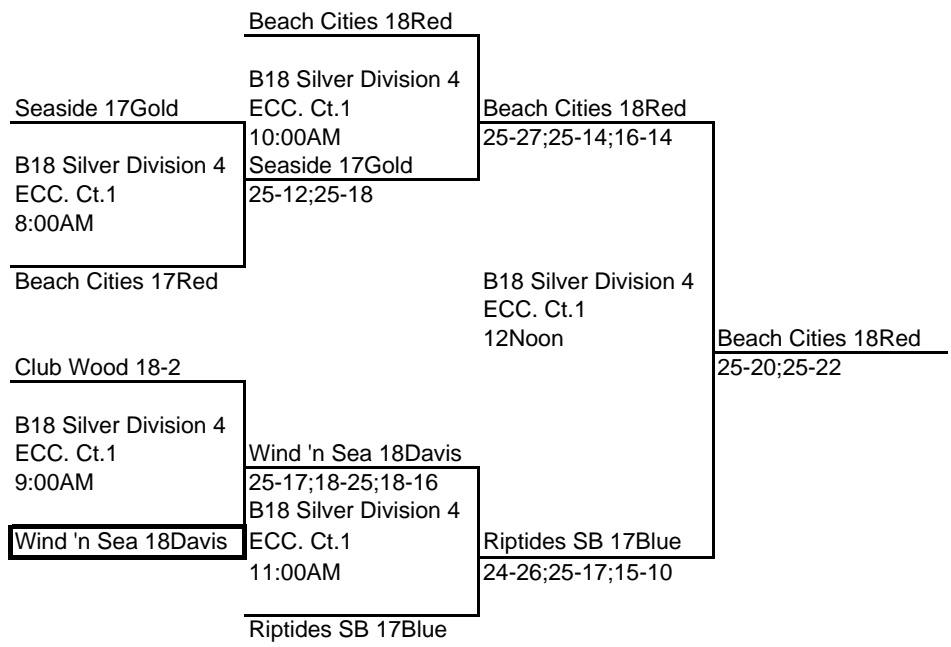 Beach Cities 18Red
B18 Silver Division 4
ECC. Ct.1
10:00AM
Seaside 17Gold
B18 Silver Division 4
ECC. Ct.1
8:00AM
Beach Cities 17Red
Seaside 17Gold
25-12;25-18
Beach Cities 18Red
25-27;25-14;16-14
B18 Silver Division 4
ECC. Ct.1
12Noon
Beach Cities 18Red
25-20;25-22
Club Wood 18-2
B18 Silver Division 4
ECC. Ct.1
9:00AM
Wind 'n Sea 18Davis
Wind 'n Sea 18Davis
25-17;18-25;18-16
B18 Silver Division 4
ECC. Ct.1
11:00AM
Riptides SB 17Blue
Riptides SB 17Blue
24-26;25-17;15-10